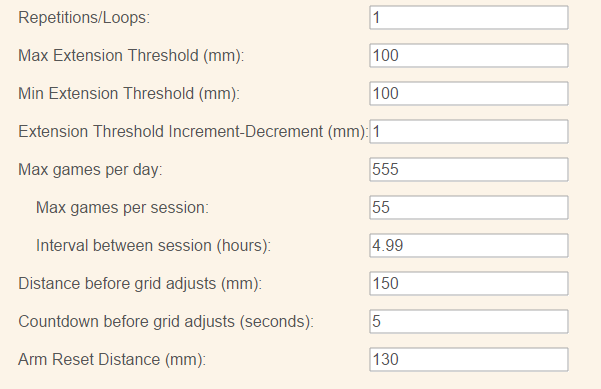 Repetitions/Loops: 1
Max Extension Threshold (mm): 100
Min Extension Threshold (mm): 100
Extension Threshold Increment-Decrement (mm): 1
Max games per day: 555
Max games per session: 55
Interval between session (hours): 4.99
Distance before grid adjusts (mm): 150
Countdown before grid adjusts (seconds): 5
Arm Reset Distance (mm): 130